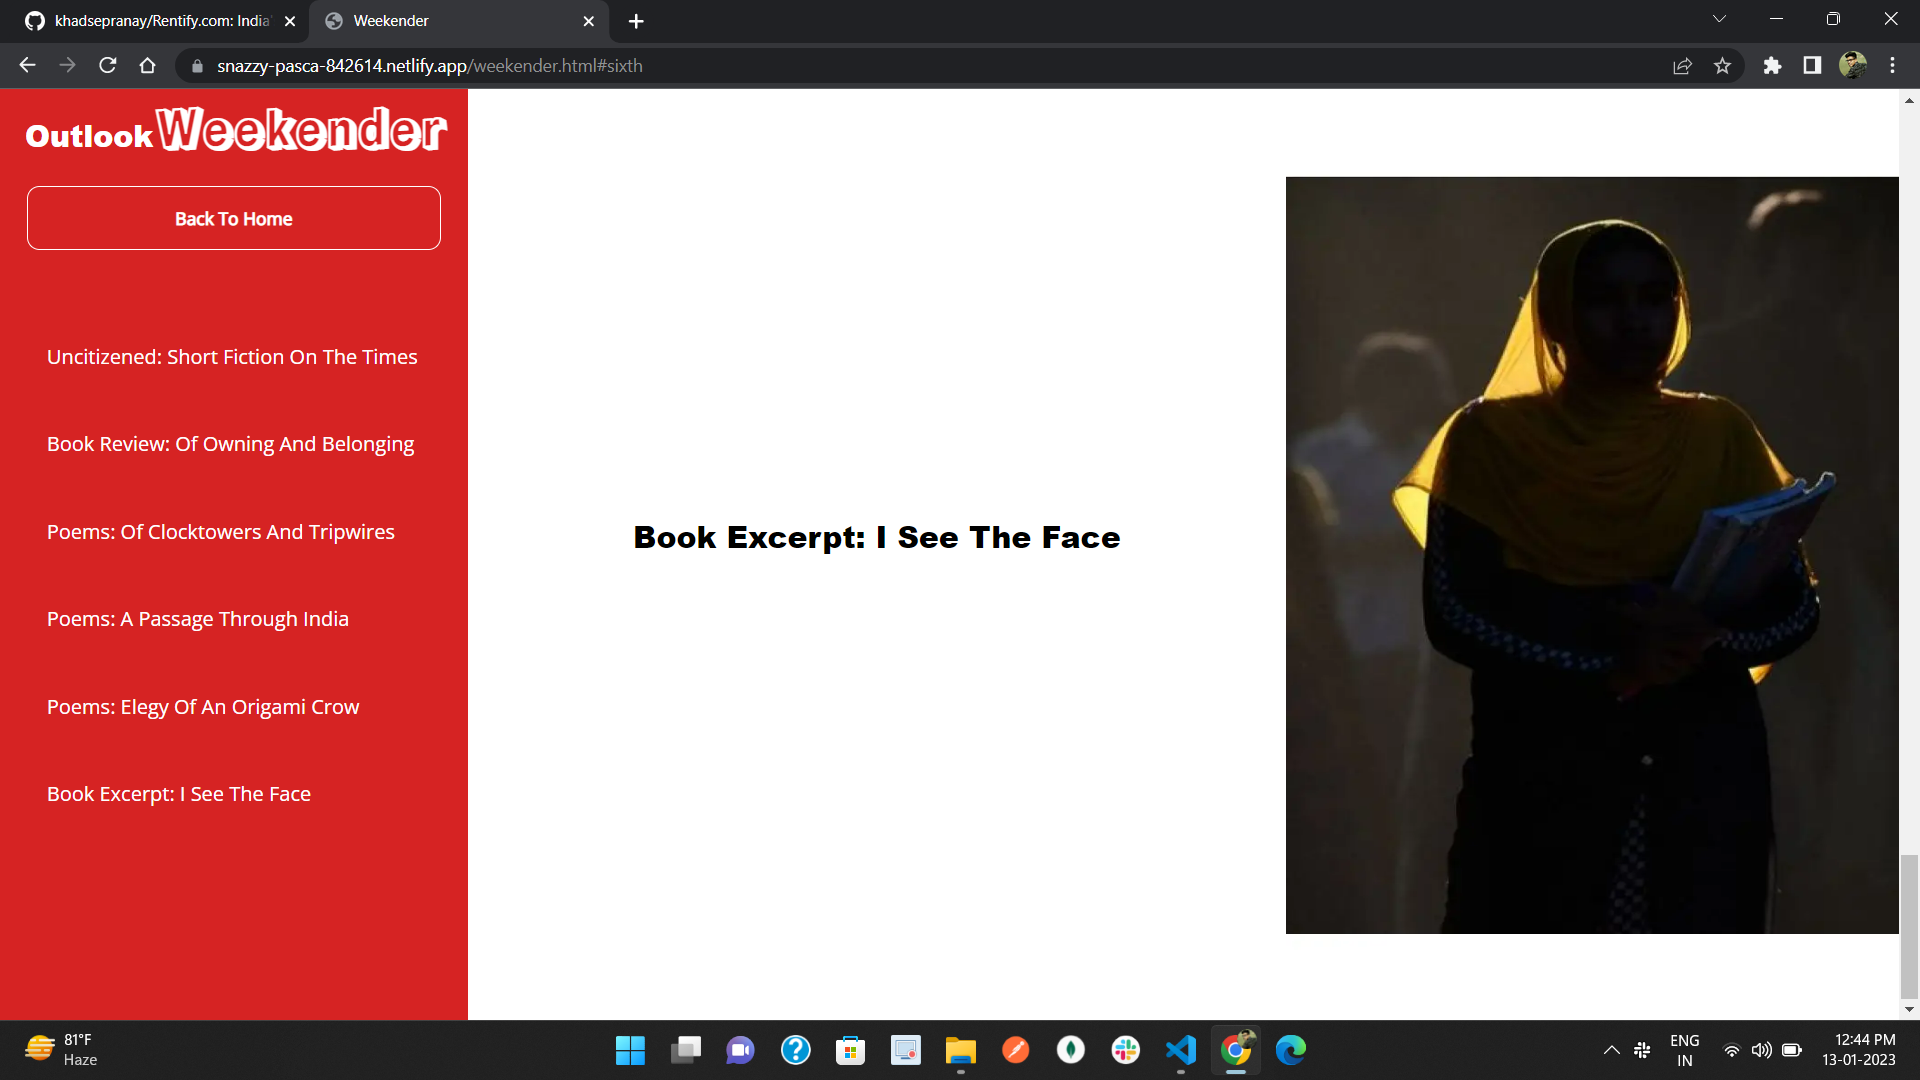 khadsepranay/Rentify.com: India'
Weekender
snazzy-pasca-842614.netlify.app/weekender.html#sixth
Outlook Weekender
Back To Home
Uncitizened: Short Fiction On The Times
Book Review: Of Owning And Belonging
Poems: Of Clocktowers And Tripwires
Poems: A Passage Through India
Poems: Elegy Of An Origami Crow
Book Excerpt: I See The Face
Book Excerpt: I See The Face
81°F
Haze
ENG
IN
12:44 PM
13-01-2023